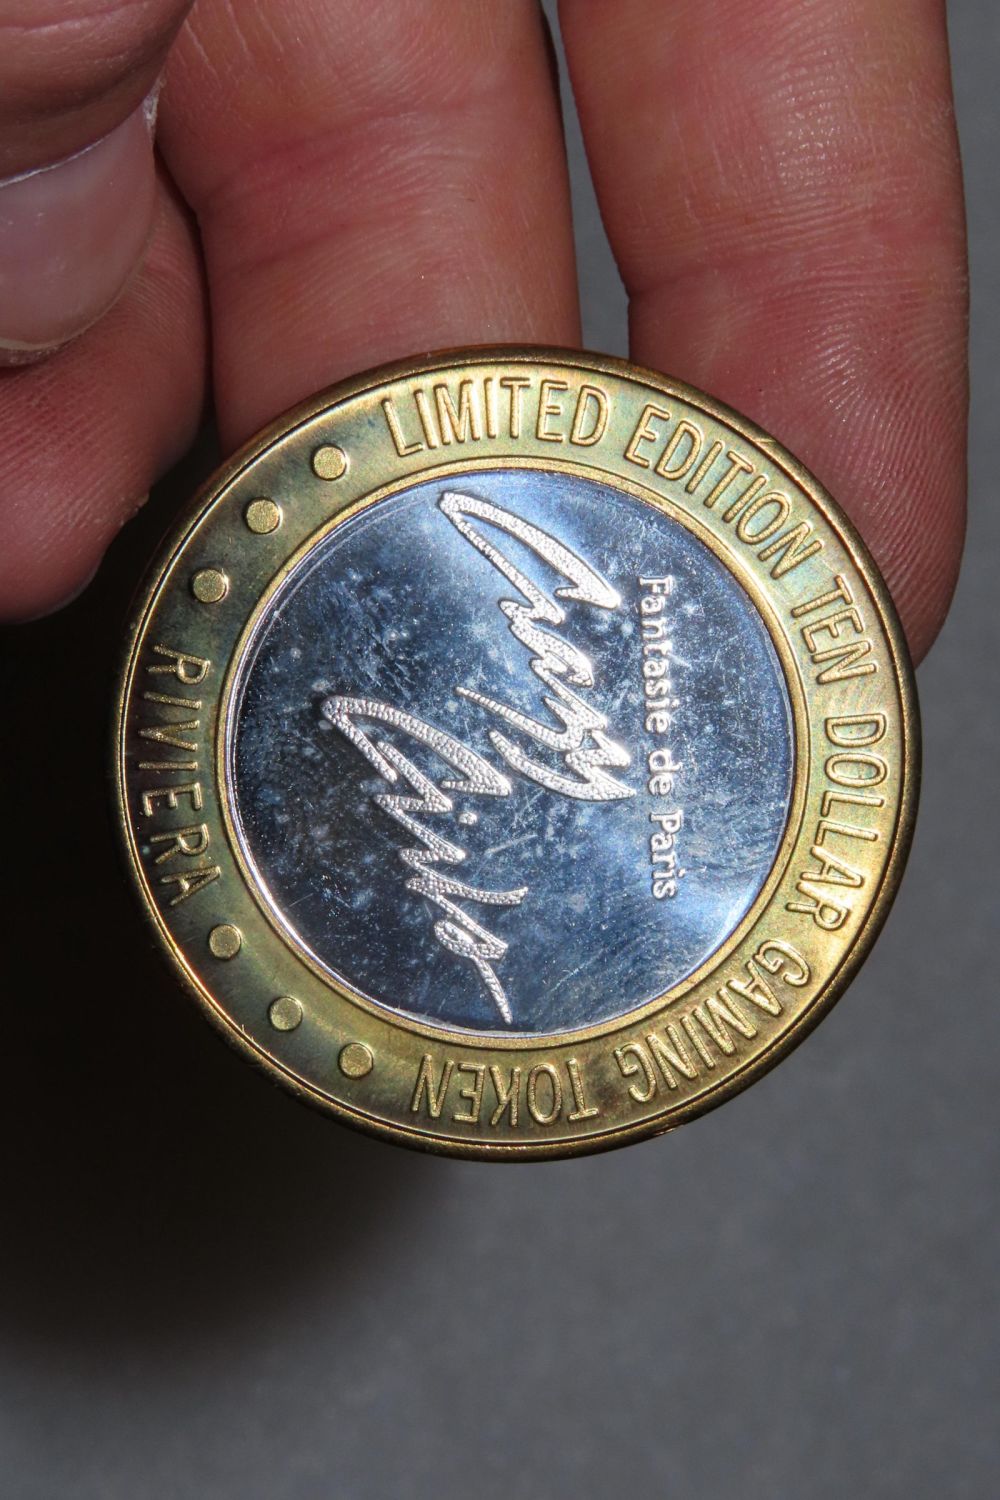 LIMITED EDITION TEN DOLLAR GAMING TOKEN
Fantasie de Paris
Crazy
Girls
RIVIERA